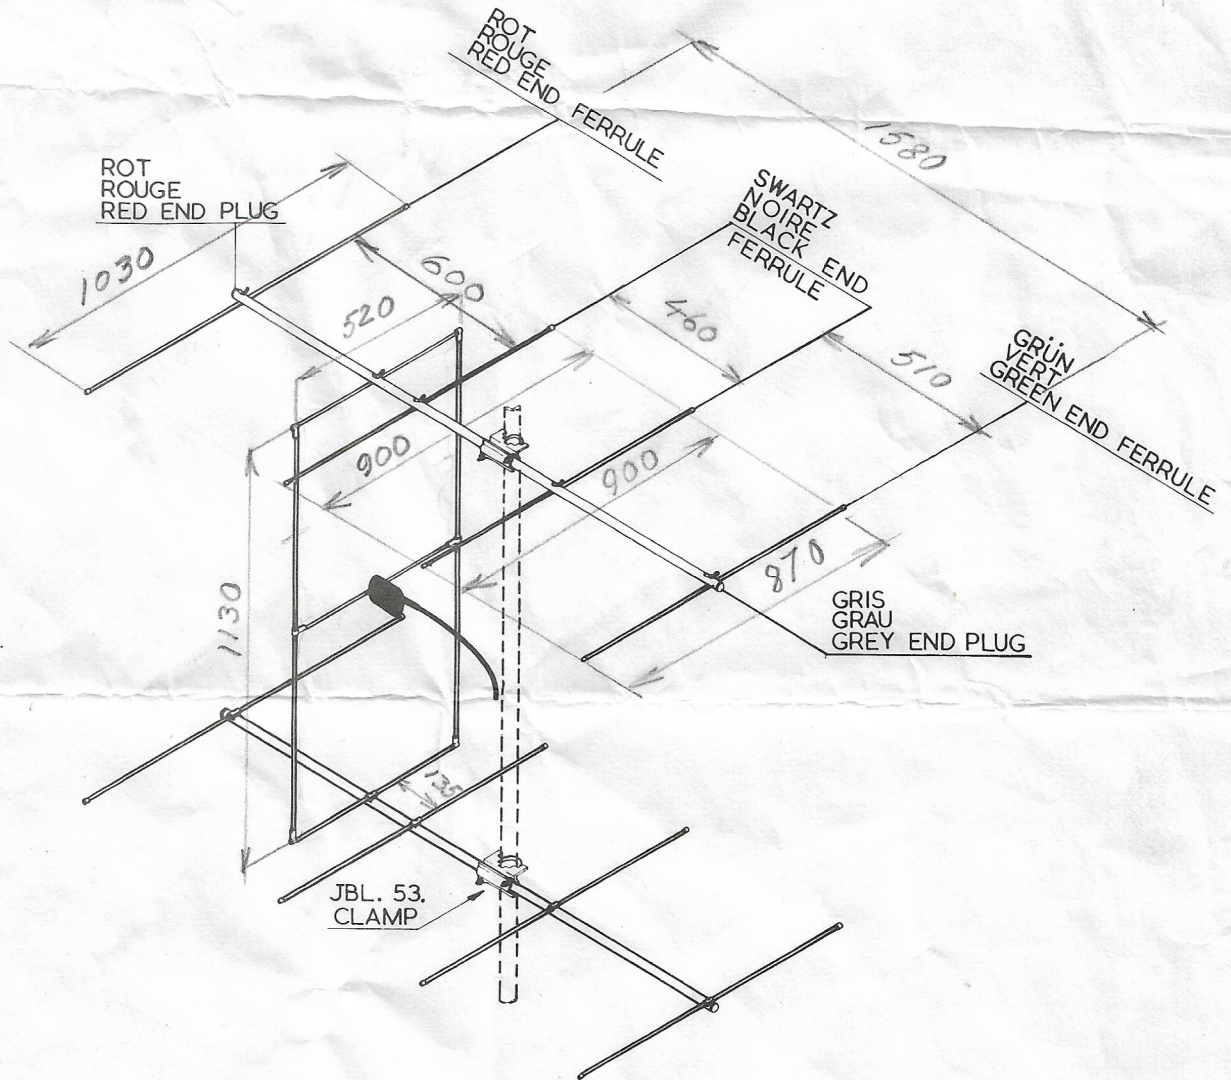 ROT
ROUGE
RED END FERRULE
1580
ROT
ROUGE
RED END PLUG
SWARTZ
NOIRE
BLACK END
FERRULE
1030
600
520
460
510
GRÜN
VERT
GREEN END FERRULE
900
900
870
1130
GRIS
GRAU
GREY END PLUG
135
JBL. 53.
CLAMP